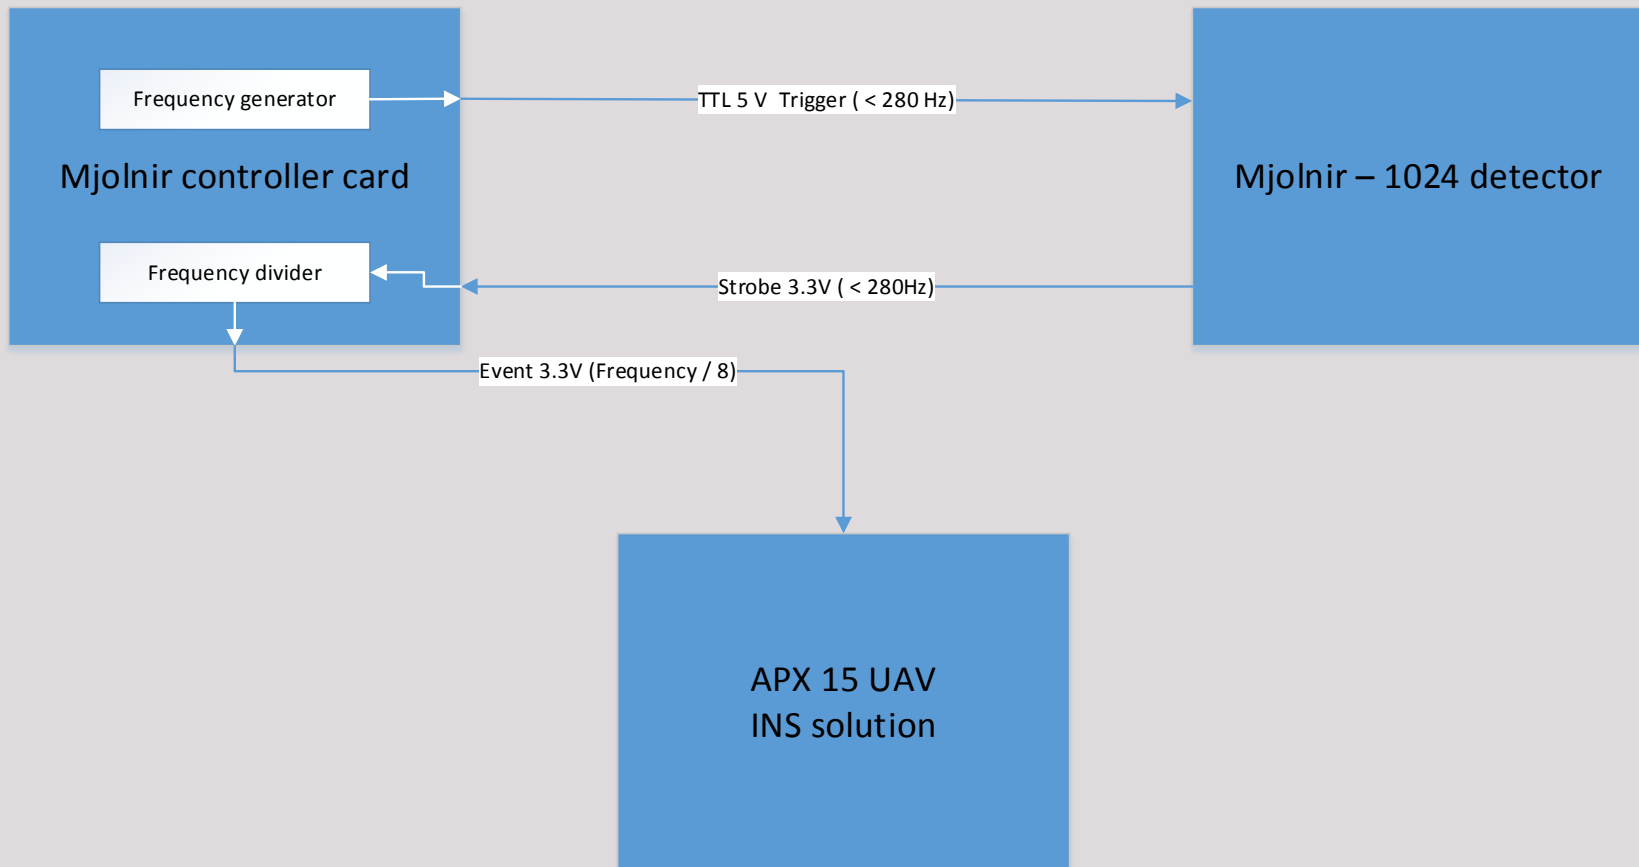 Frequency generator
TTL 5 V  Trigger ( < 280 Hz)
Mjolnir controller card
Mjolnir – 1024 detector
Frequency divider
Strobe 3.3V ( < 280Hz)
Event 3.3V (Frequency / 8)
APX 15 UAV
INS solution